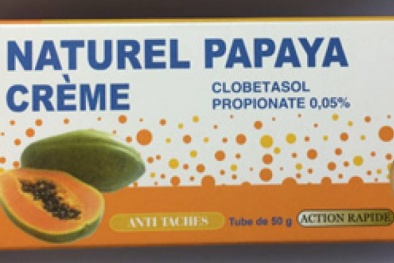 NATUREL PAPAYA
CRÈME
CLOBETASOL
PROPIONATE 0,05%
ANTI TACHES
Tube de 50 g
ACTION RAPIDE